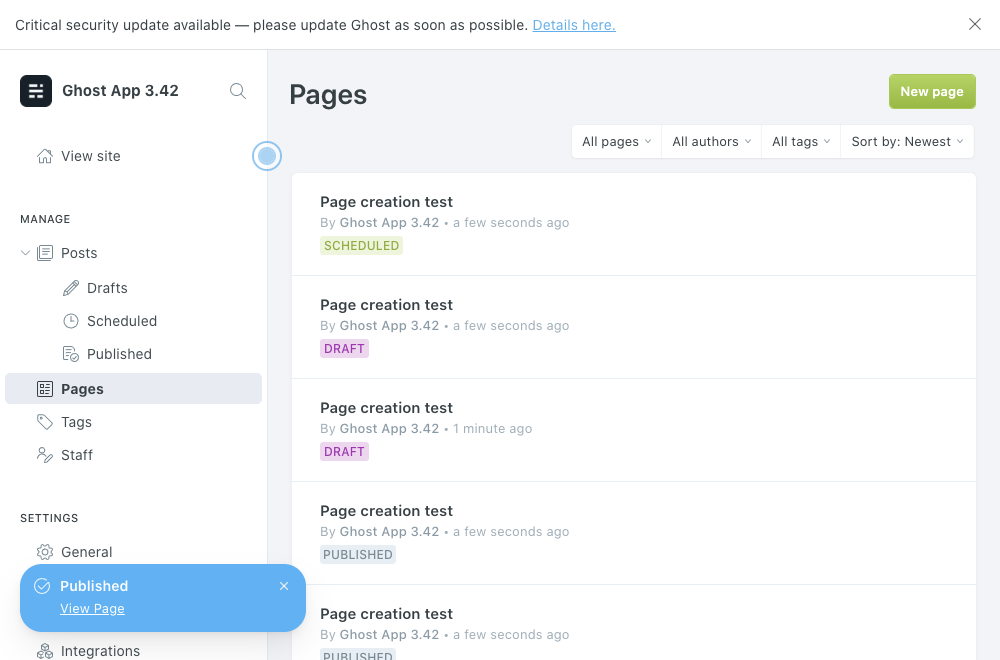 Critical security update available — please update Ghost as soon as possible. Details here.
Ghost App 3.42
View site
MANAGE
Posts
Drafts
Scheduled
Published
Pages
Tags
Staff
SETTINGS
General
Published
View Page
Integrations
Pages
New page
All pages
All authors
All tags
Sort by: Newest
Page creation test
By Ghost App 3.42 • a few seconds ago
SCHEDULED
Page creation test
By Ghost App 3.42 • a few seconds ago
DRAFT
Page creation test
By Ghost App 3.42 • 1 minute ago
DRAFT
Page creation test
By Ghost App 3.42 • a few seconds ago
PUBLISHED
Page creation test
By Ghost App 3.42 • a few seconds ago
PUBLISHED